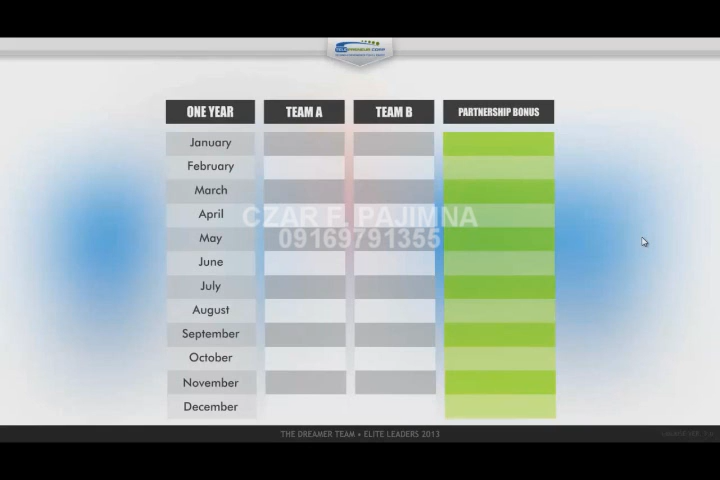 ONE YEAR TEAM A TEAM B PARTNERSHIP BONUS
January
February
March
April
CZAR F. PAJIMNA
May
09169791355
June
July
August
September
October
November
December
THE DREAMER TEAM • ELITE LEADERS 2013